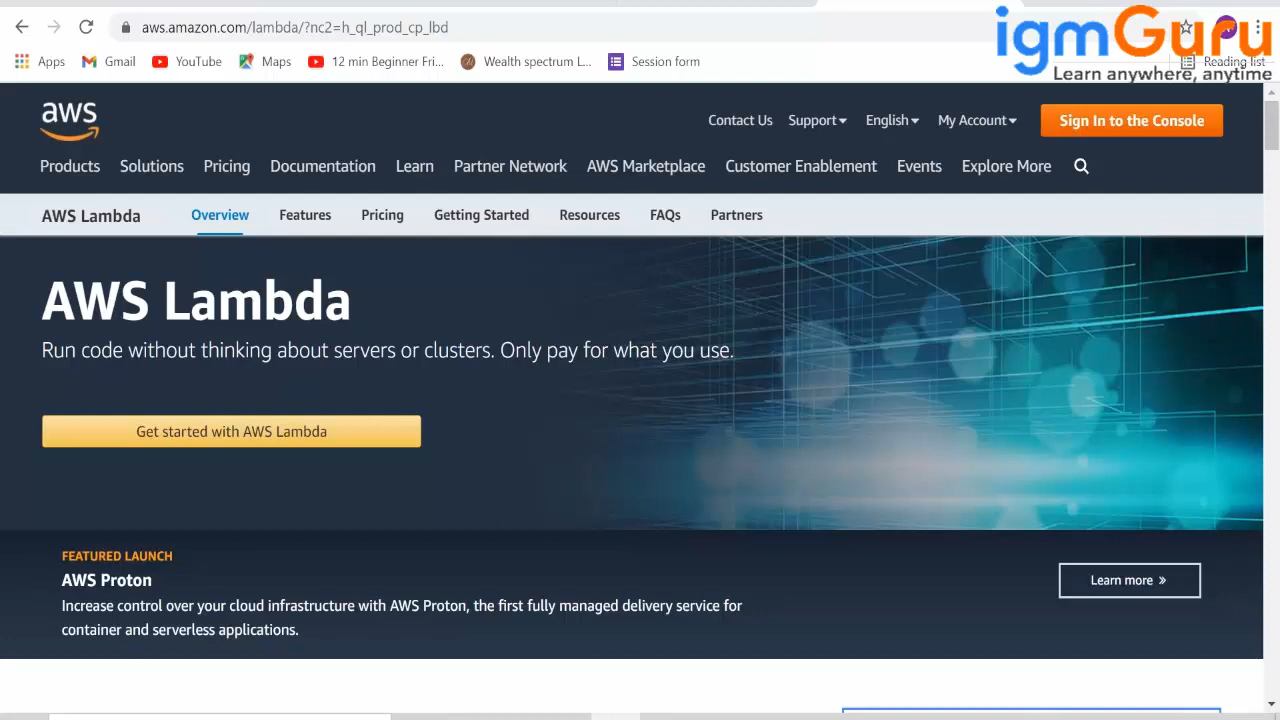 aws.amazon.com/lambda/?nc2=h_ql_prod_cp_lbd
igmGuru
Learn anywhere, anytime
Apps Gmail YouTube Maps 12 min Beginner Fri... Wealth spectrum L... Session form Reading list
aws
Contact Us Support English My Account Sign In to the Console
Products Solutions Pricing Documentation Learn Partner Network AWS Marketplace Customer Enablement Events Explore More
AWS Lambda Overview Features Pricing Getting Started Resources FAQs Partners
AWS Lambda
Run code without thinking about servers or clusters. Only pay for what you use.
Get started with AWS Lambda
FEATURED LAUNCH
AWS Proton
Learn more »
Increase control over your cloud infrastructure with AWS Proton, the first fully managed delivery service for
container and serverless applications.